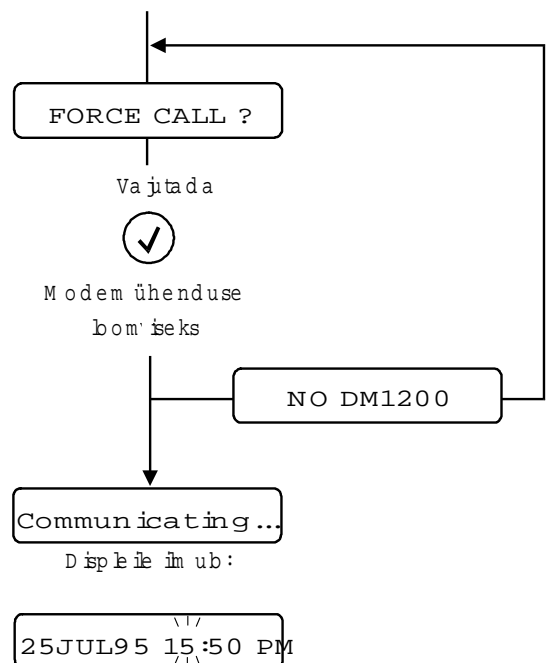 FORCE CALL ?
Vajutada
Modem ühenduse
loomiseks
NO DM1200
Communicating...
Displeile ilmub:
25JUL95 15:50 PM